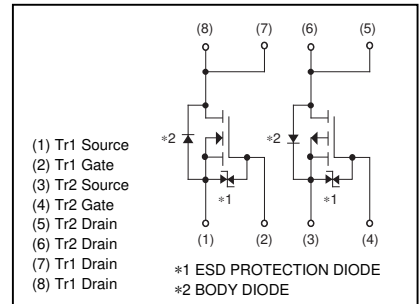 (8) (7) (6) (5)
*2 *2
*1 *1
(1) Tr1 Source
(2) Tr1 Gate
(3) Tr2 Source
(4) Tr2 Gate
(5) Tr2 Drain
(6) Tr2 Drain
(7) Tr1 Drain
(8) Tr1 Drain
(1) (2) (3) (4)
*1 ESD PROTECTION DIODE
*2 BODY DIODE